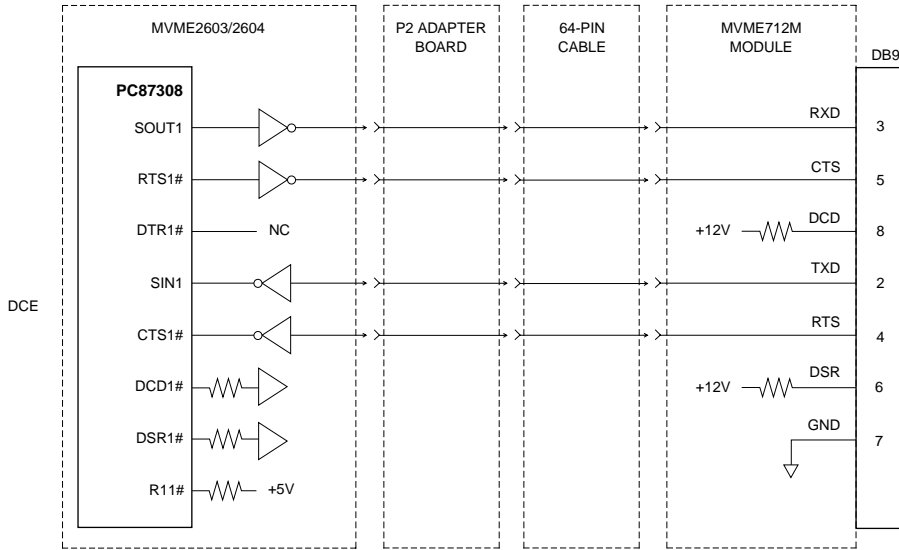 MVME2603/2604
P2 ADAPTER
BOARD
64-PIN
CABLE
MVME712M
MODULE
DB9
PC87308
SOUT1
RXD
3
RTS1#
CTS
5
DTR1#
NC
+12V
DCD
8
SIN1
TXD
2
DCE
CTS1#
RTS
4
DCD1#
+12V
DSR
6
DSR1#
GND
7
R11#
+5V